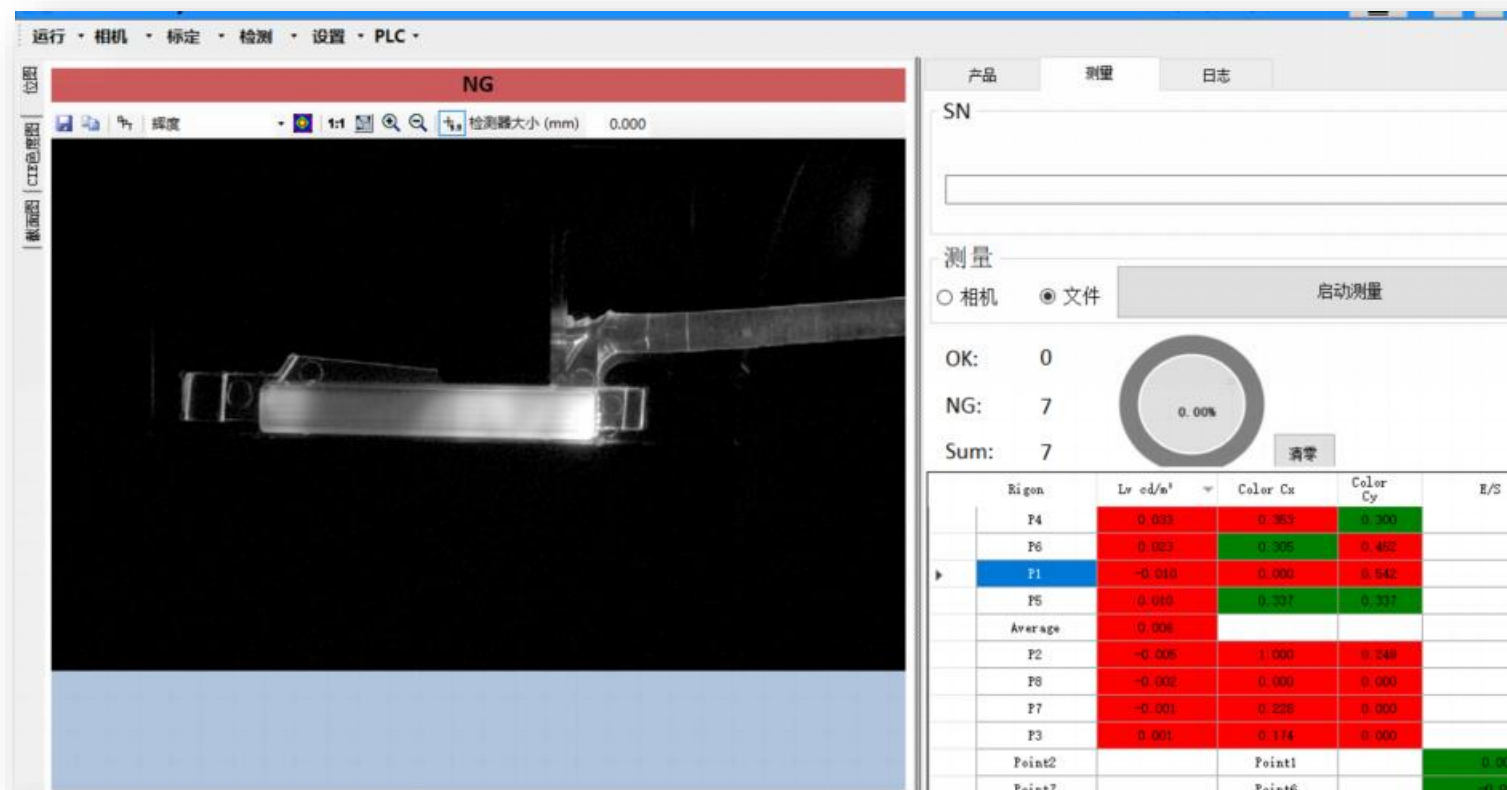 运行 相机 标定 检测 设置 PLC
位图
CIE色度图
截面图
NG
辉度 1:1 检测器大小 (mm) 0.000
产品 测量 日志
SN
测量
相机 文件 启动测量
OK: 0
NG: 7
Sum: 7
0.00%
清零
Rigon Lv cd/m² Color Cx Color Cy E/S
P4 0.033 0.363 0.300
P6 0.023 0.305 0.452
P1 -0.010 0.000 0.542
P5 0.010 0.337 0.337
Average 0.006
P2 -0.005 1.000 0.249
P8 -0.002 0.000 0.000
P7 -0.001 0.228 0.000
P3 0.001 0.174 0.000
Point2 Point1
Point7 Point6